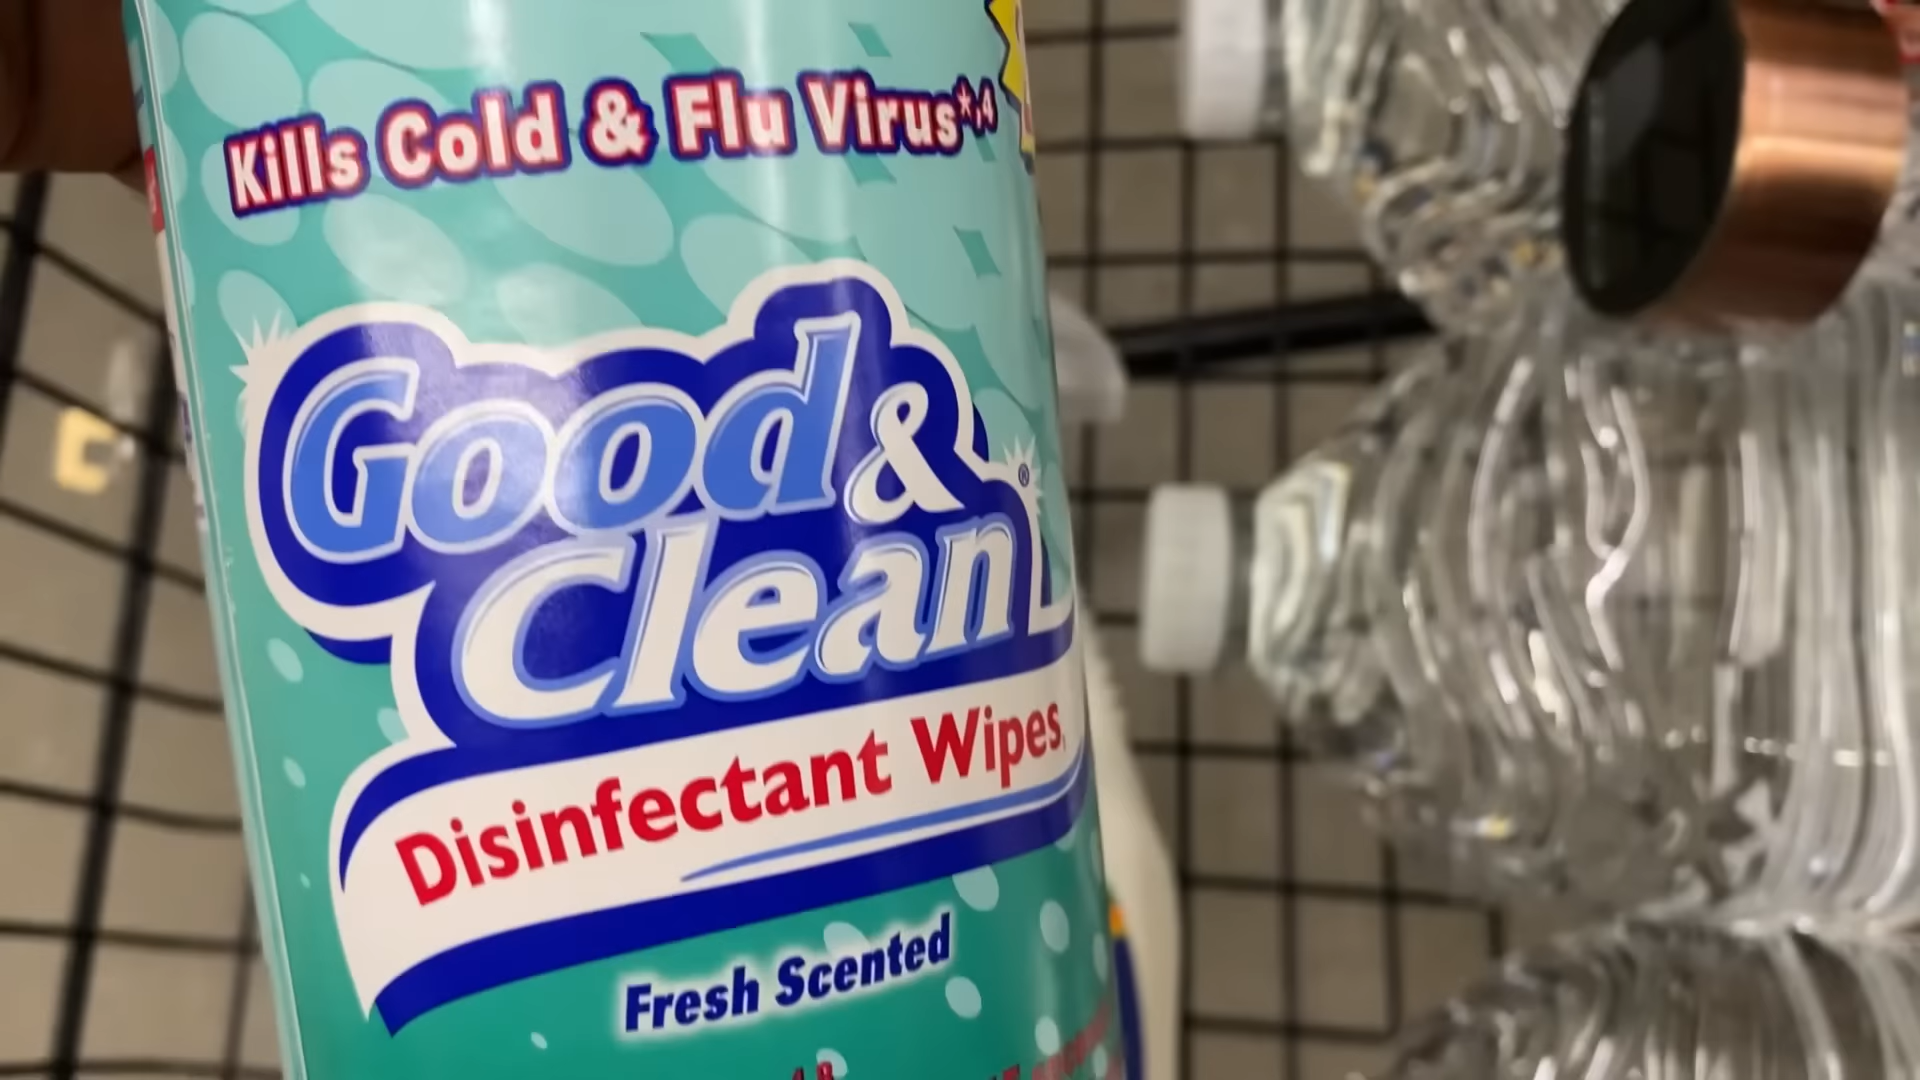 Kills Cold & Flu Virus*,4
Good &
Clean®
Disinfectant Wipes
Fresh Scented